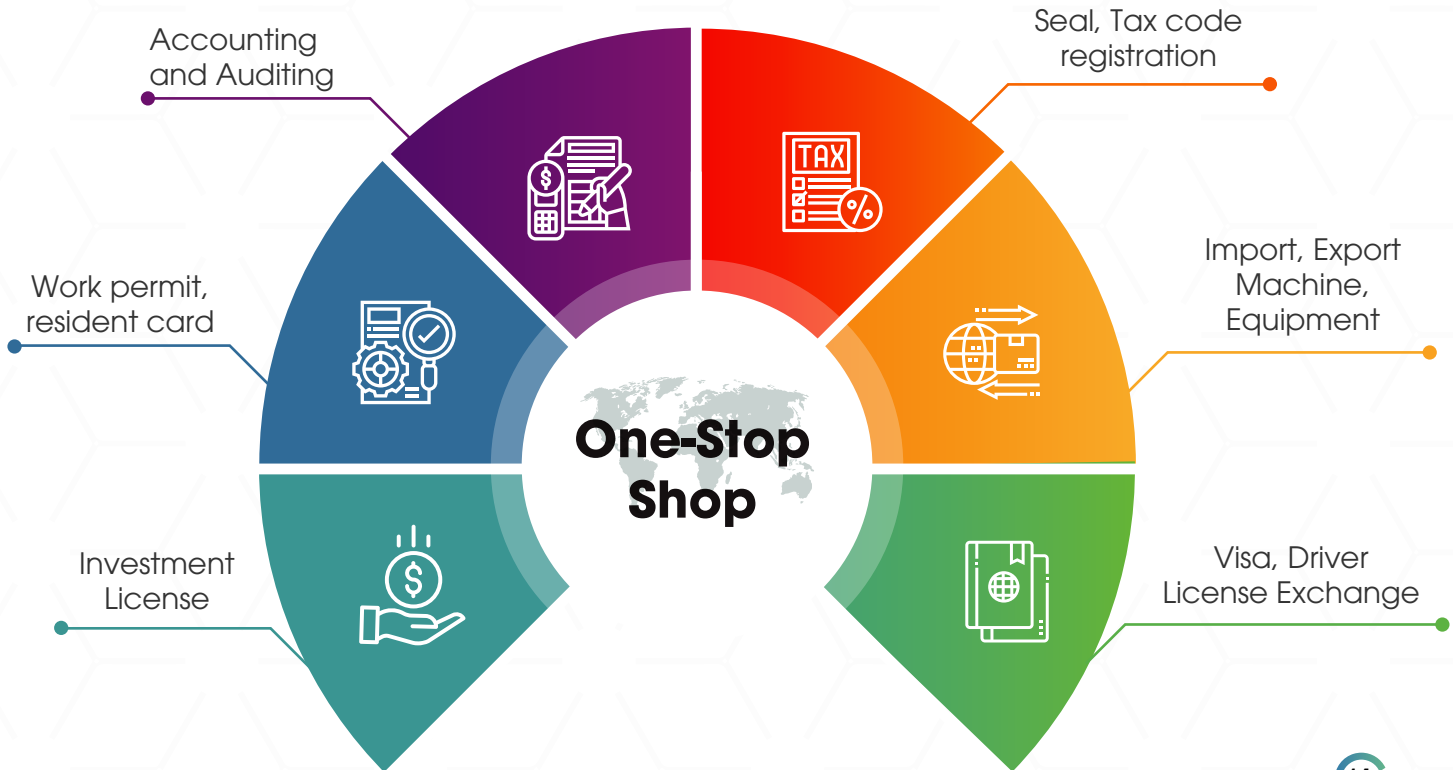 Accounting
and Auditing
Seal, Tax code
registration
TAX
$
%
Work permit,
resident card
Import, Export
Machine,
Equipment
One-Stop
Shop
Investment
License
$
Visa, Driver
License Exchange